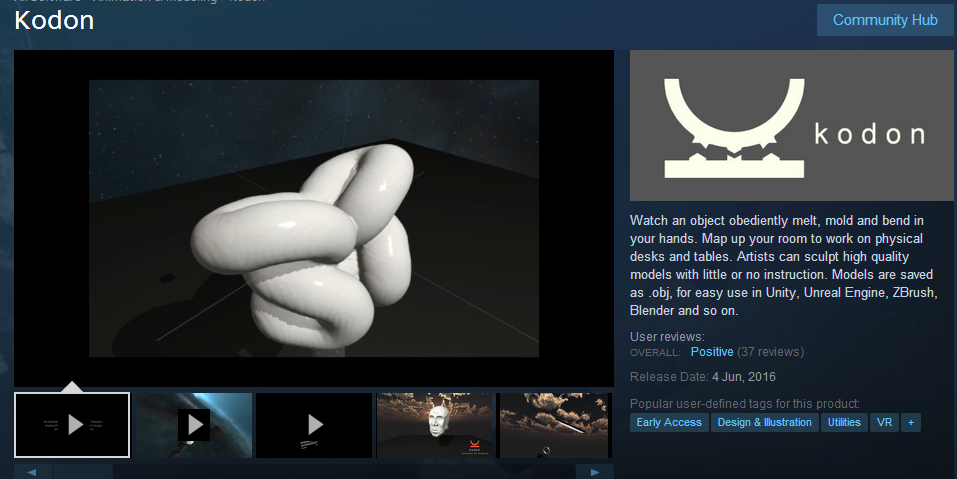 Kodon
Community Hub
kodon
Watch an object obediently melt, mold and bend in
your hands. Map up your room to work on physical
desks and tables. Artists can sculpt high quality
models with little or no instruction. Models are saved
as .obj, for easy use in Unity, Unreal Engine, ZBrush,
Blender and so on.
User reviews:
OVERALL: Positive (37 reviews)
Release Date: 4 Jun, 2016
Popular user-defined tags for this product:
Early Access Design & Illustration Utilities VR +
KODON